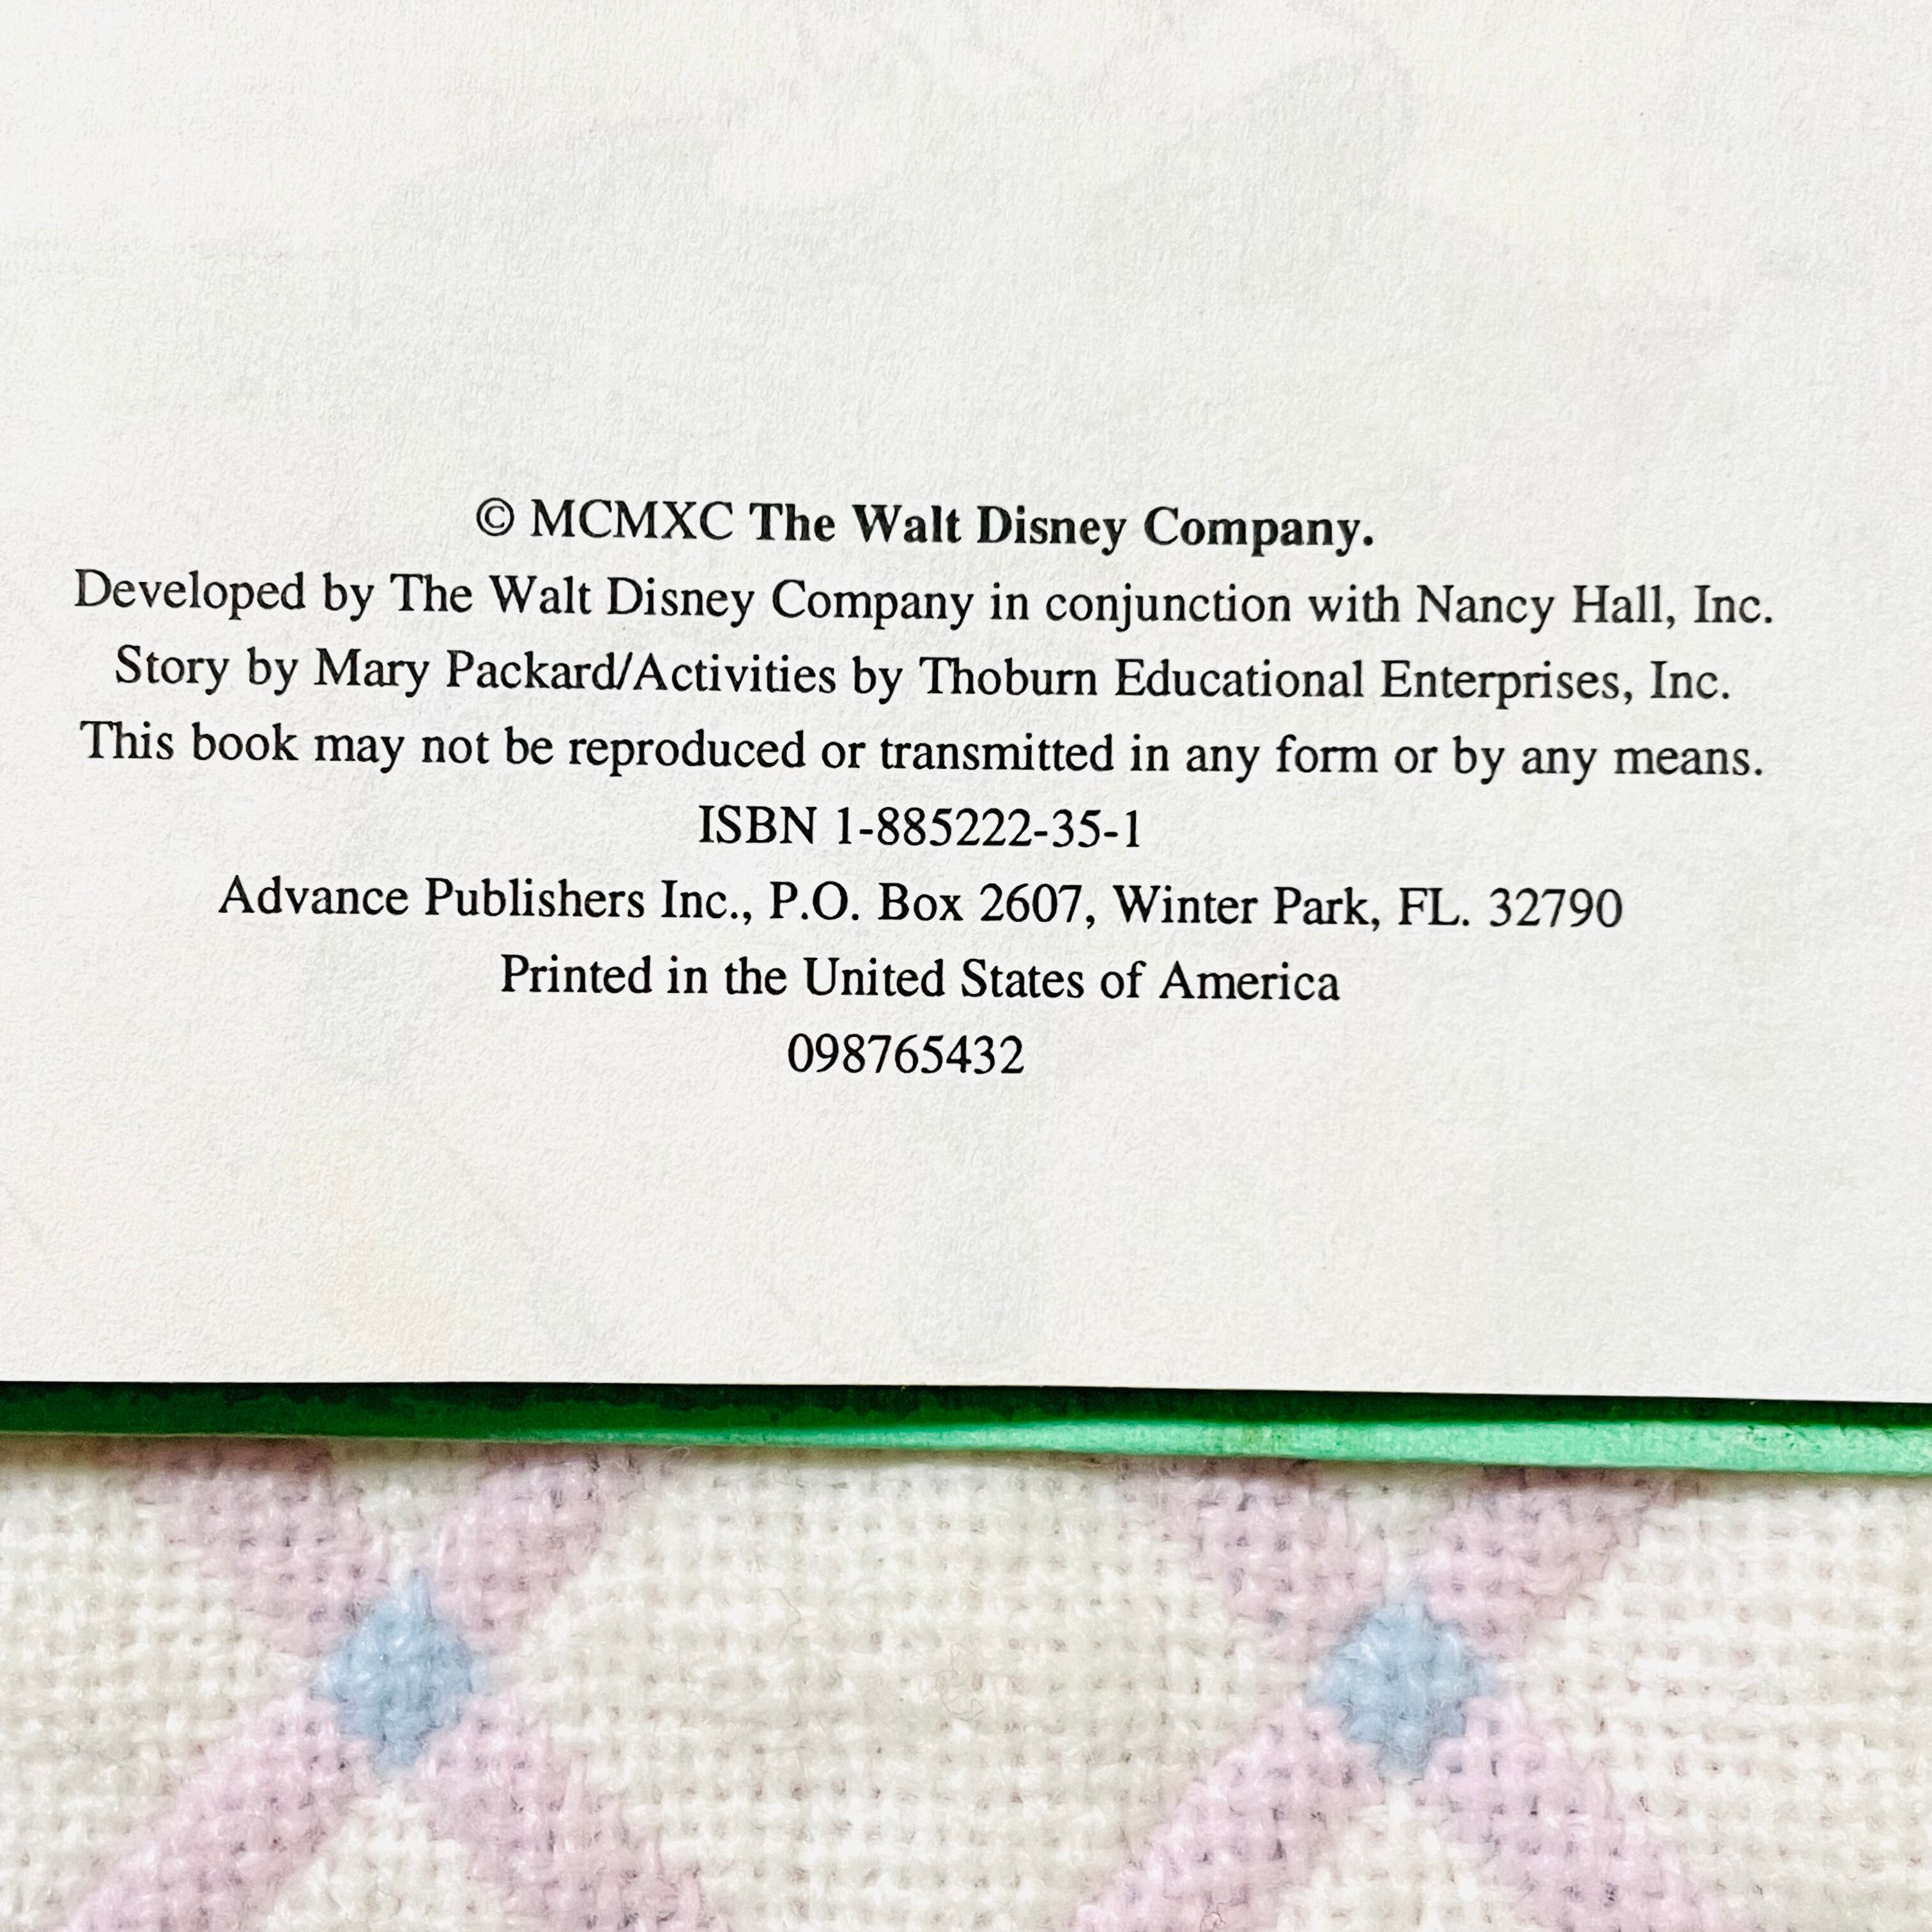 © MCMXC The Walt Disney Company.
Developed by The Walt Disney Company in conjunction with Nancy Hall, Inc.
Story by Mary Packard/Activities by Thoburn Educational Enterprises, Inc.
This book may not be reproduced or transmitted in any form or by any means.
ISBN 1-885222-35-1
Advance Publishers Inc., P.O. Box 2607, Winter Park, FL. 32790
Printed in the United States of America
098765432